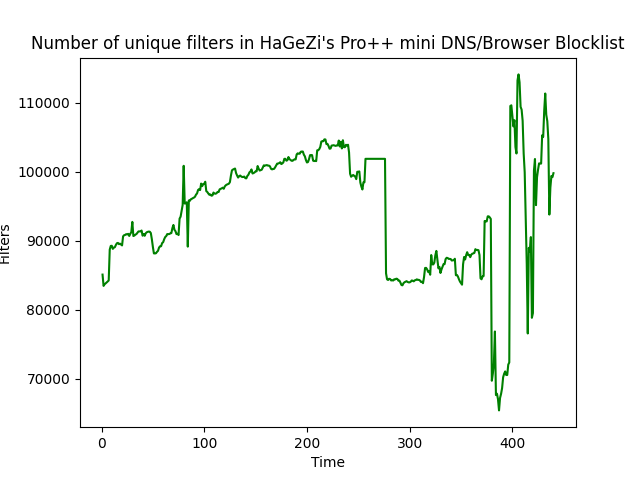 Number of unique filters in HaGeZi's Pro++ mini DNS/Browser Blocklist
110000
100000
90000
80000
70000
Filters
0 100 200 300 400
Time